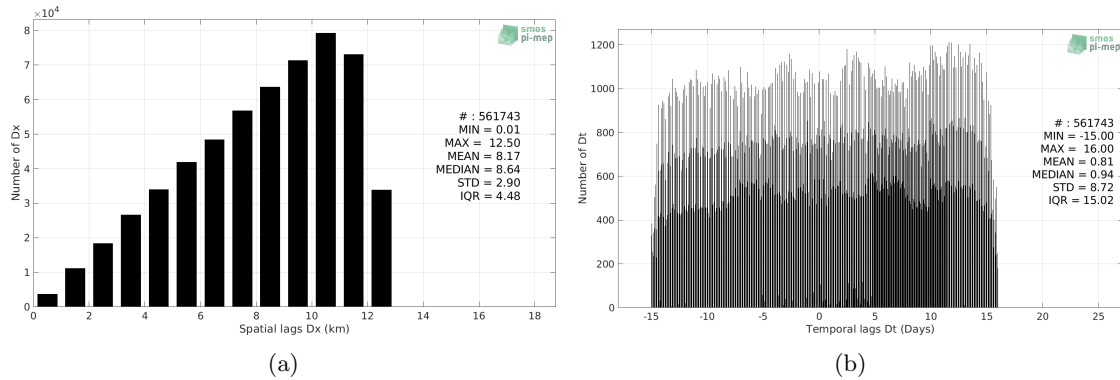 ×10⁴
8
7
6
5
4
3
2
1
0
Number of Dx
0 2 4 6 8 10 12 14 16 18
Spatial lags Dx (km)
smos
pi-mep
# : 561743
MIN = 0.01
MAX = 12.50
MEAN = 8.17
MEDIAN = 8.64
STD = 2.90
IQR = 4.48
(a)
1200
1000
800
600
400
200
0
Number of Dt
-15 -10 -5 0 5 10 15 20 25
Temporal lags Dt (Days)
smos
pi-mep
# : 561743
MIN = -15.00
MAX = 16.00
MEAN = 0.81
MEDIAN = 0.94
STD = 8.72
IQR = 15.02
(b)